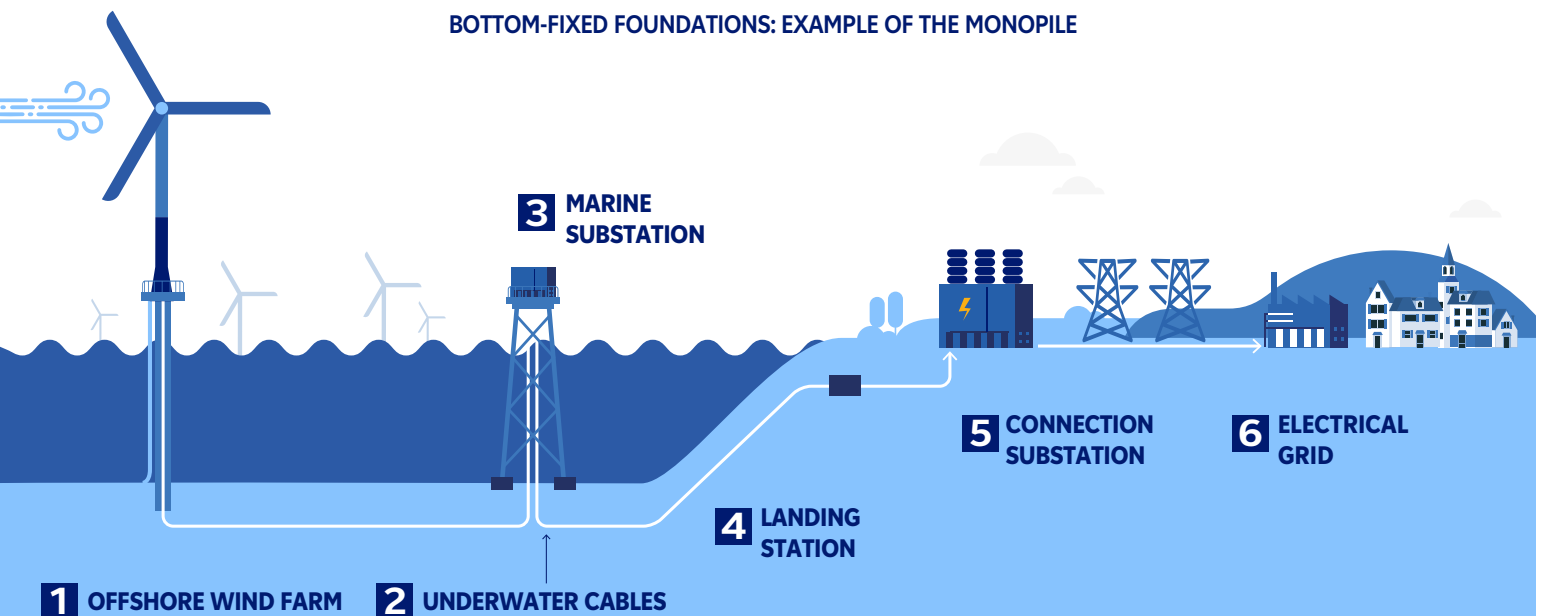 BOTTOM-FIXED FOUNDATIONS: EXAMPLE OF THE MONOPILE
3 MARINE
SUBSTATION
5 CONNECTION
SUBSTATION
6 ELECTRICAL
GRID
4 LANDING
STATION
1 OFFSHORE WIND FARM
2 UNDERWATER CABLES